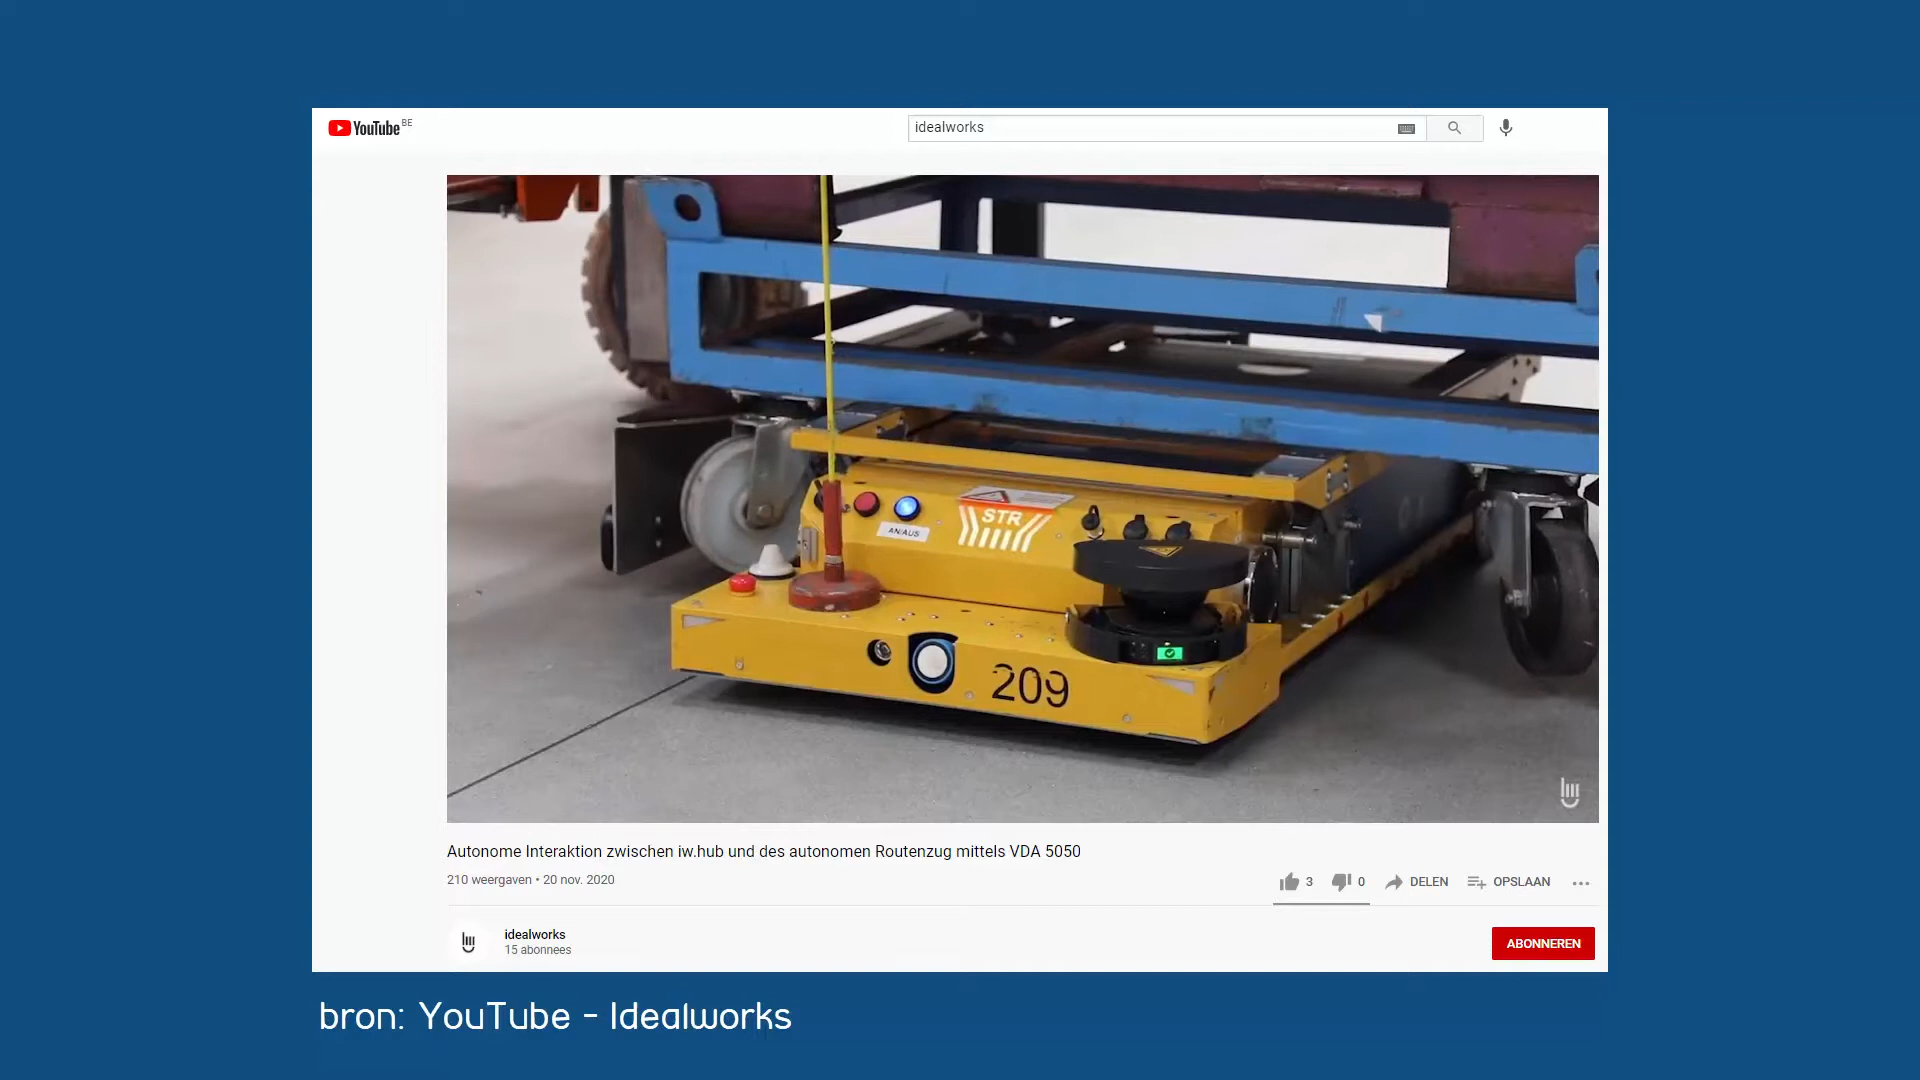 YouTube BE
idealworks
AN/AUS
STR
209
Autonome Interaktion zwischen iw.hub und des autonomen Routenzug mittels VDA 5050
210 weergaven • 20 nov. 2020
3
0
DELEN
OPSLAAN
idealworks
15 abonnees
ABONNEREN
bron: YouTube - Idealworks